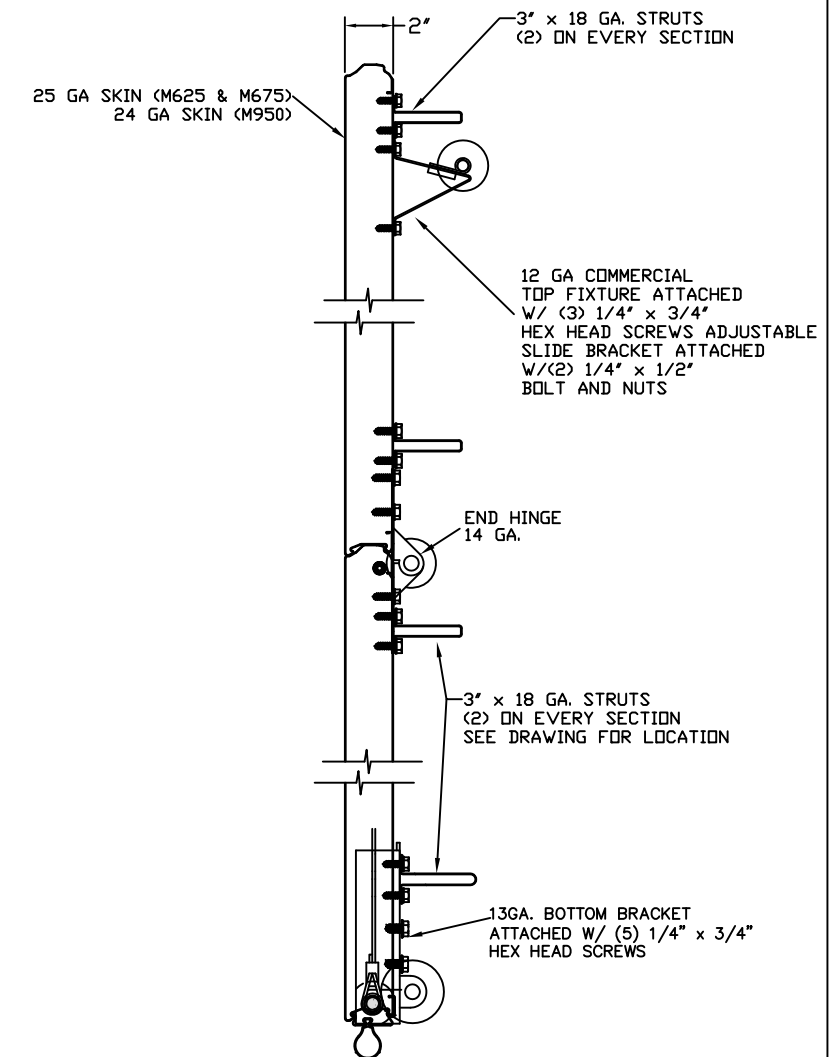 2"
3" x 18 GA. STRUTS
(2) ON EVERY SECTION
25 GA SKIN (M625 & M675)
24 GA SKIN (M950)
12 GA COMMERCIAL
TOP FIXTURE ATTACHED
W/ (3) 1/4" x 3/4"
HEX HEAD SCREWS ADJUSTABLE
SLIDE BRACKET ATTACHED
W/(2) 1/4" x 1/2"
BOLT AND NUTS
END HINGE
14 GA.
3" x 18 GA. STRUTS
(2) ON EVERY SECTION
SEE DRAWING FOR LOCATION
13GA. BOTTOM BRACKET
ATTACHED W/ (5) 1/4" x 3/4"
HEX HEAD SCREWS